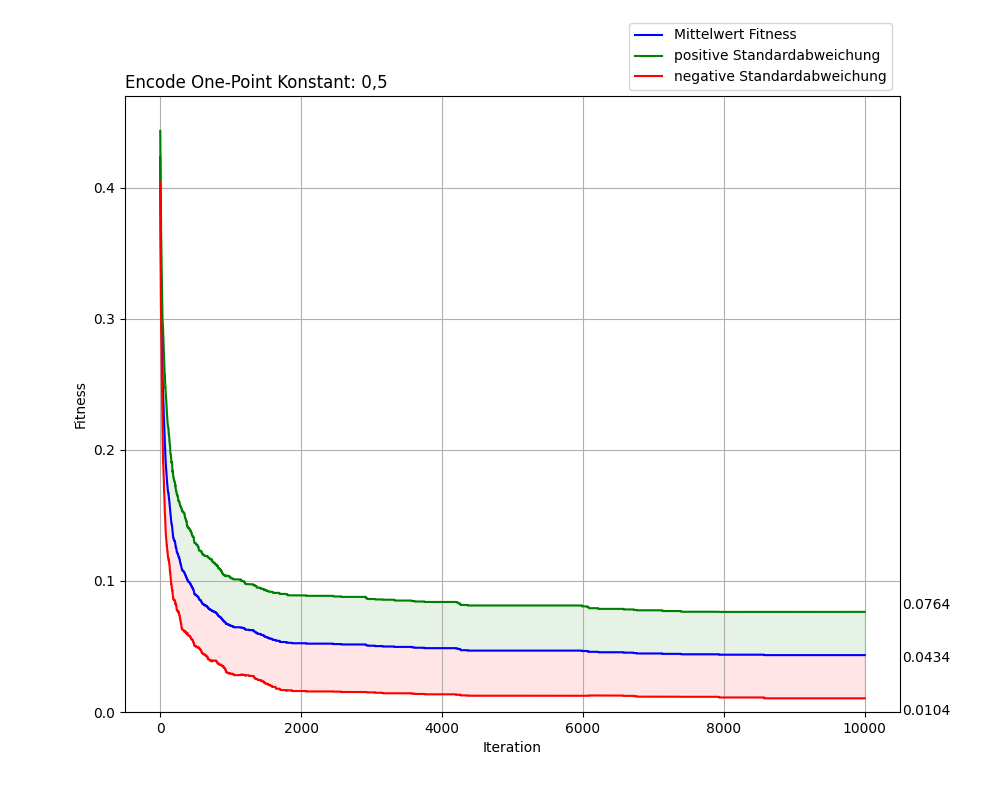 Mittelwert Fitness
positive Standardabweichung
negative Standardabweichung
Encode One-Point Konstant: 0,5
0.4
0.3
0.2
0.1
0.0
Fitness
0.0764
0.0434
0.0104
0
2000
4000
6000
8000
10000
Iteration